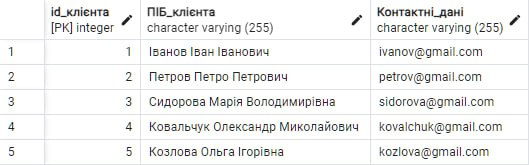 id_клієнта ПІБ_клієнта Контактні_дані
[PK] integer character varying (255) character varying (255)
1 1 Іванов Іван Іванович ivanov@gmail.com
2 2 Петров Петро Петрович petrov@gmail.com
3 3 Сидорова Марія Володимирівна sidorova@gmail.com
4 4 Ковальчук Олександр Миколайович kovalchuk@gmail.com
5 5 Козлова Ольга Ігорівна kozlova@gmail.com